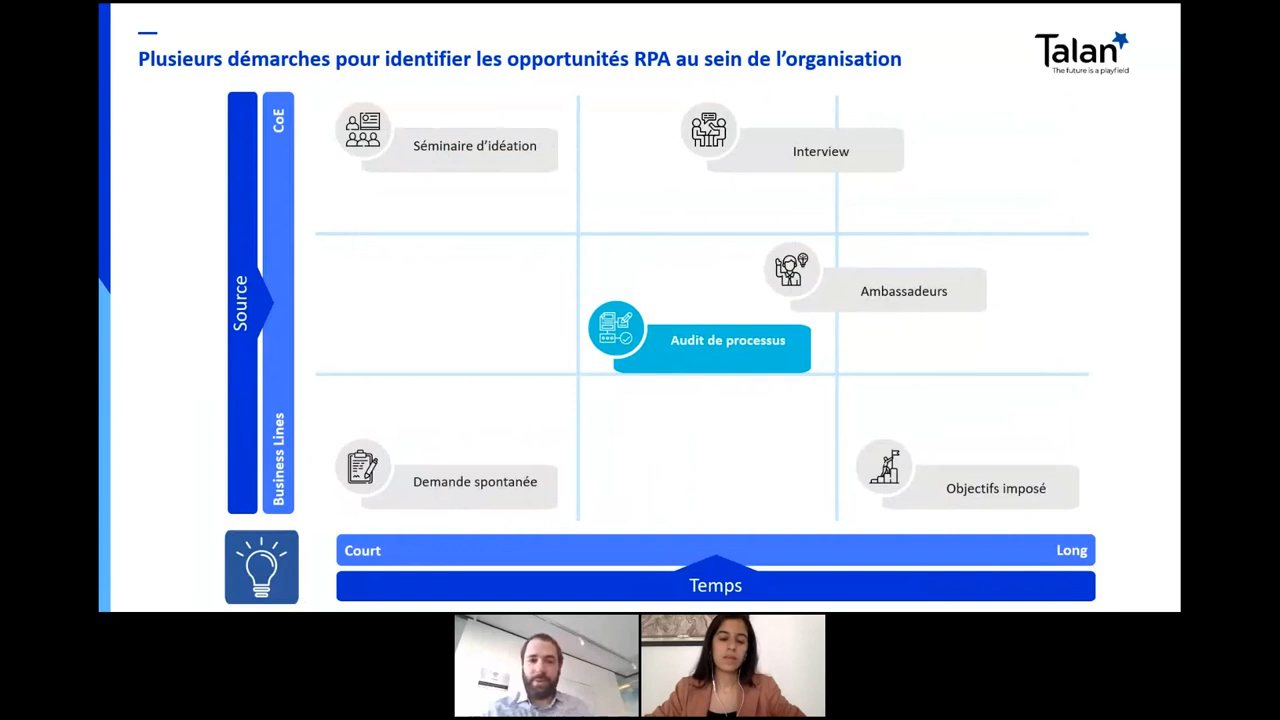 Plusieurs démarches pour identifier les opportunités RPA au sein de l’organisation
Talan
The future is a playfield
Source
CoE
Business Lines
Séminaire d’idéation
Interview
Ambassadeurs
Audit de processus
Demande spontanée
Objectifs imposé
Court
Long
Temps